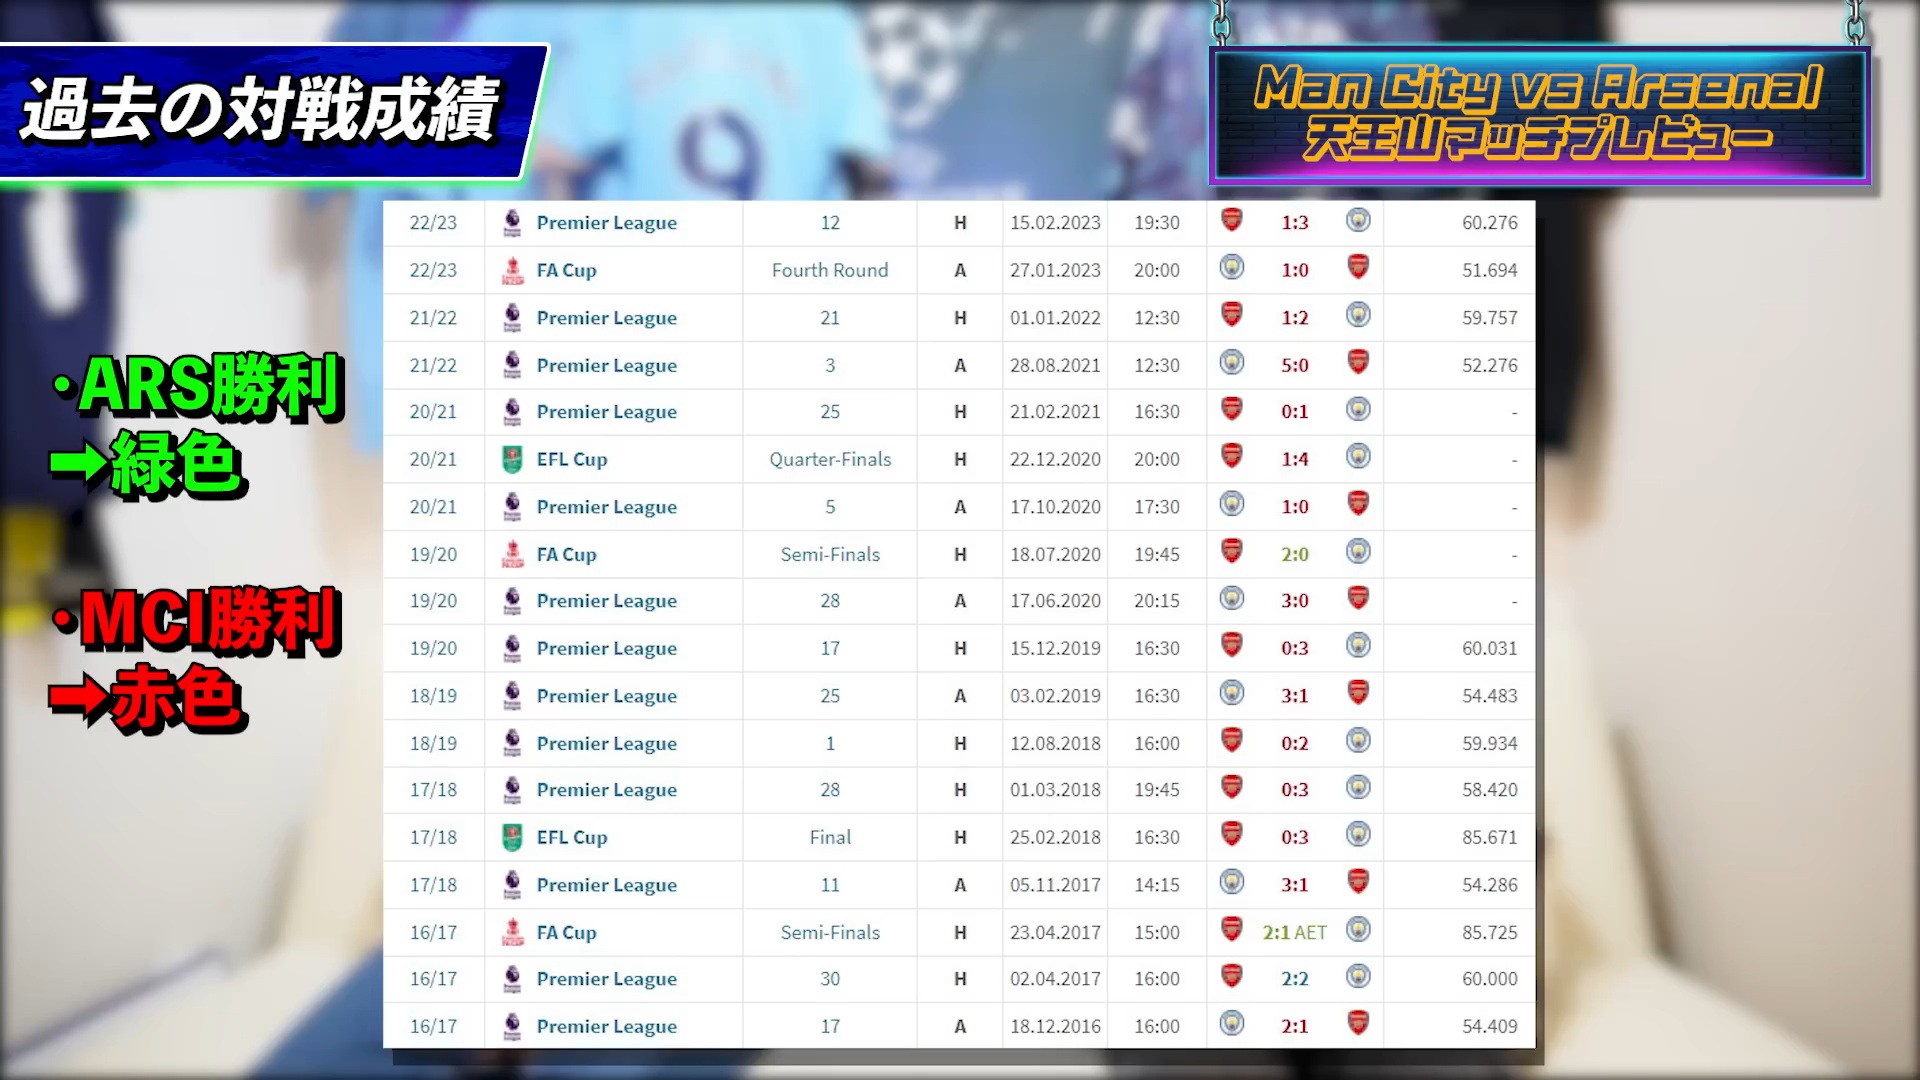 過去の対戦成績
Man City vs Arsenal
天王山マッチプレビュー
・ARS勝利
➡緑色
・MCI勝利
➡赤色
22/23 Premier League 12 H 15.02.2023 19:30 1:3 60.276
22/23 FA Cup Fourth Round A 27.01.2023 20:00 1:0 51.694
21/22 Premier League 21 H 01.01.2022 12:30 1:2 59.757
21/22 Premier League 3 A 28.08.2021 12:30 5:0 52.276
20/21 Premier League 25 H 21.02.2021 16:30 0:1 -
20/21 EFL Cup Quarter-Finals H 22.12.2020 20:00 1:4 -
20/21 Premier League 5 A 17.10.2020 17:30 1:0 -
19/20 FA Cup Semi-Finals H 18.07.2020 19:45 2:0 -
19/20 Premier League 28 A 17.06.2020 20:15 3:0 -
19/20 Premier League 17 H 15.12.2019 16:30 0:3 60.031
18/19 Premier League 25 A 03.02.2019 16:30 3:1 54.483
18/19 Premier League 1 H 12.08.2018 16:00 0:2 59.934
17/18 Premier League 28 H 01.03.2018 19:45 0:3 58.420
17/18 EFL Cup Final H 25.02.2018 16:30 0:3 85.671
17/18 Premier League 11 A 05.11.2017 14:15 3:1 54.286
16/17 FA Cup Semi-Finals H 23.04.2017 15:00 2:1 AET 85.725
16/17 Premier League 30 H 02.04.2017 16:00 2:2 60.000
16/17 Premier League 17 A 18.12.2016 16:00 2:1 54.409
9